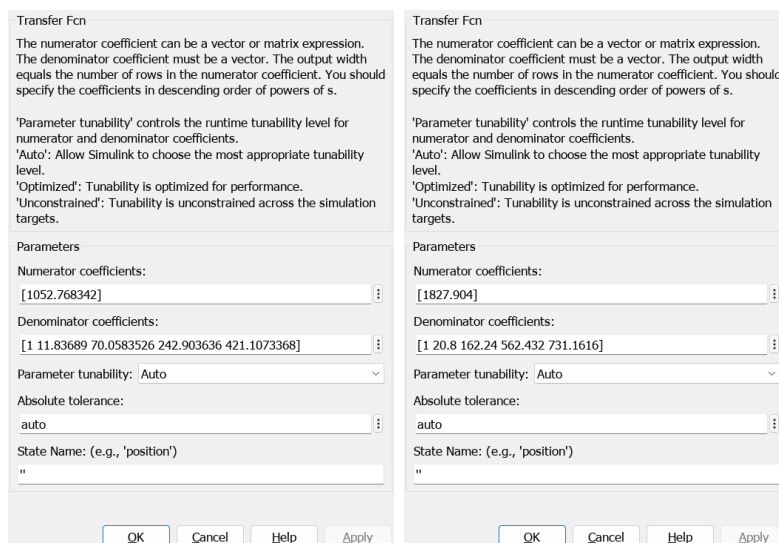 Transfer Fcn
The numerator coefficient can be a vector or matrix expression.
The denominator coefficient must be a vector. The output width
equals the number of rows in the numerator coefficient. You should
specify the coefficients in descending order of powers of s.
'Parameter tunability' controls the runtime tunability level for
numerator and denominator coefficients.
'Auto': Allow Simulink to choose the most appropriate tunability
level.
'Optimized': Tunability is optimized for performance.
'Unconstrained': Tunability is unconstrained across the simulation
targets.
Parameters
Numerator coefficients:
[1052.768342]
Denominator coefficients:
[1 11.83689 70.0583526 242.903636 421.1073368]
Parameter tunability: Auto
Absolute tolerance:
auto
State Name: (e.g., 'position')
''
OK Cancel Help Apply
Transfer Fcn
The numerator coefficient can be a vector or matrix expression.
The denominator coefficient must be a vector. The output width
equals the number of rows in the numerator coefficient. You should
specify the coefficients in descending order of powers of s.
'Parameter tunability' controls the runtime tunability level for
numerator and denominator coefficients.
'Auto': Allow Simulink to choose the most appropriate tunability
level.
'Optimized': Tunability is optimized for performance.
'Unconstrained': Tunability is unconstrained across the simulation
targets.
Parameters
Numerator coefficients:
[1827.904]
Denominator coefficients:
[1 20.8 162.24 562.432 731.1616]
Parameter tunability: Auto
Absolute tolerance:
auto
State Name: (e.g., 'position')
''
OK Cancel Help Apply